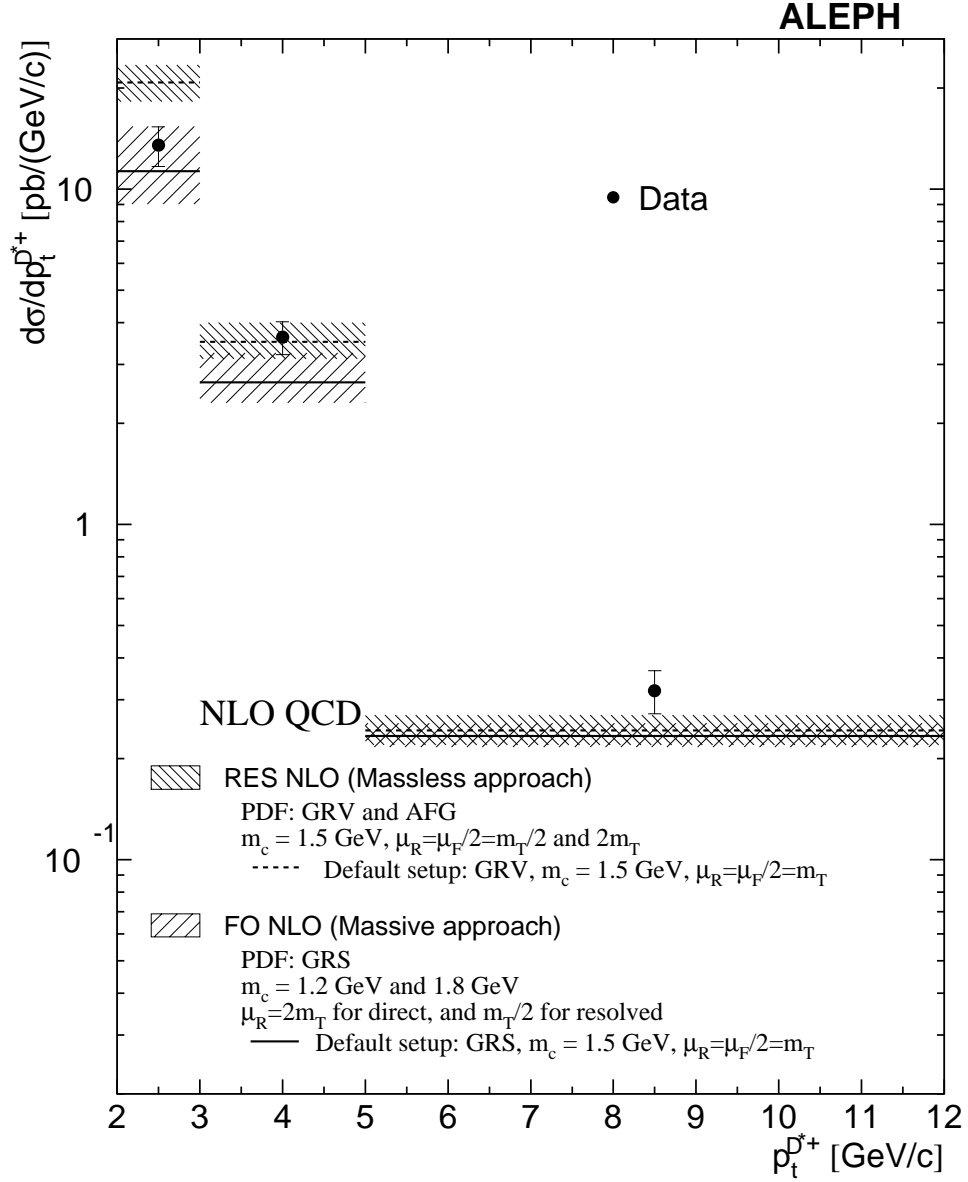 ALEPH
dσ/dp_t^{D*+} [pb/(GeV/c)]
10
Data
1
NLO QCD
RES NLO (Massless approach)
PDF: GRV and AFG
m_c = 1.5 GeV, μ_R=μ_F/2=m_T/2 and 2m_T
10^{-1}
Default setup: GRV, m_c = 1.5 GeV, μ_R=μ_F/2=m_T
FO NLO (Massive approach)
PDF: GRS
m_c = 1.2 GeV and 1.8 GeV
μ_R=2m_T for direct, and m_T/2 for resolved
Default setup: GRS, m_c = 1.5 GeV, μ_R=μ_F/2=m_T
2 3 4 5 6 7 8 9 10 11 12
p_t^{D*+} [GeV/c]